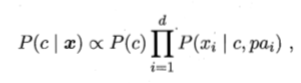 P(c | x) ∝ P(c) ∏_{i=1}^{d} P(x_i | c, pa_i) ,